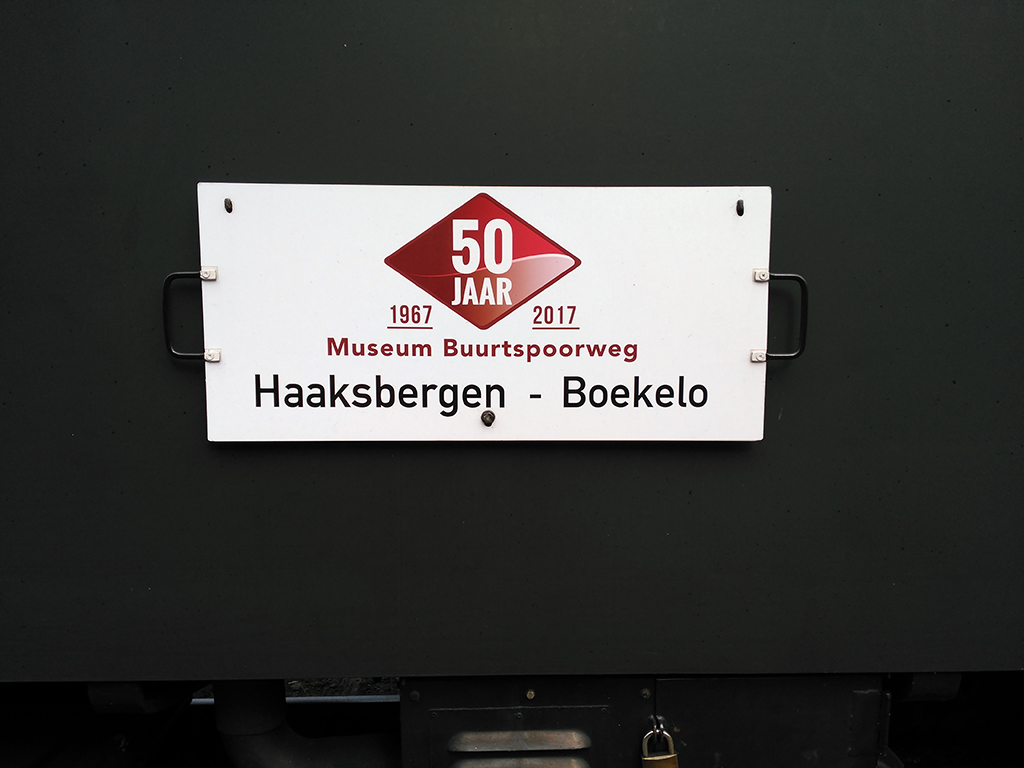 50
JAAR
1967 2017
Museum Buurtspoorweg
Haaksbergen - Boekelo